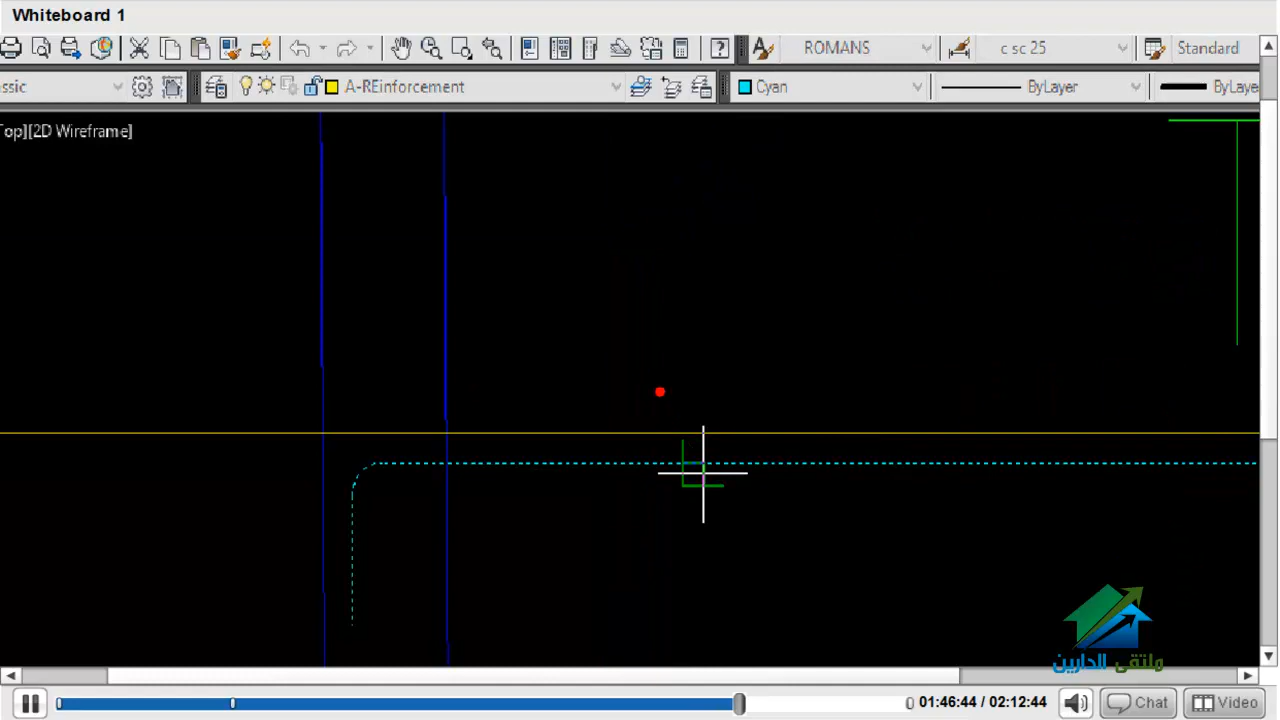 Whiteboard 1
ROMANS
c sc 25
Standard
ssic
A-REinforcement
Cyan
ByLayer
ByLaye
Top][2D Wireframe]
ملتقى الدارين
01:46:44 / 02:12:44
Chat
Video